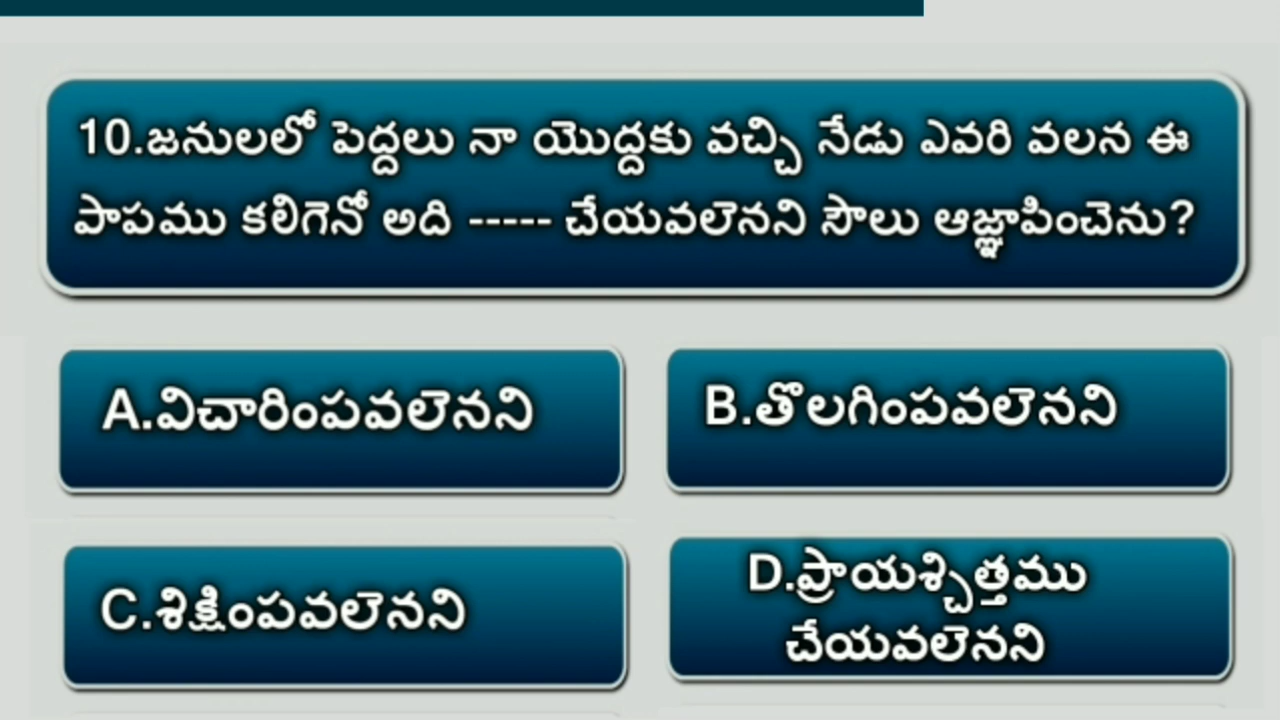 10.జనులలో పెద్దలు నా యొద్దకు వచ్చి నేడు ఎవరి వలన ఈ
పాపము కలిగెనో అది ----- చేయవలెనని సౌలు ఆజ్ఞాపించెను?
A.విచారింపవలెనని
B.తొలగింపవలెనని
C.శిక్షింపవలెనని
D.ప్రాయశ్చిత్తము
చేయవలెనని